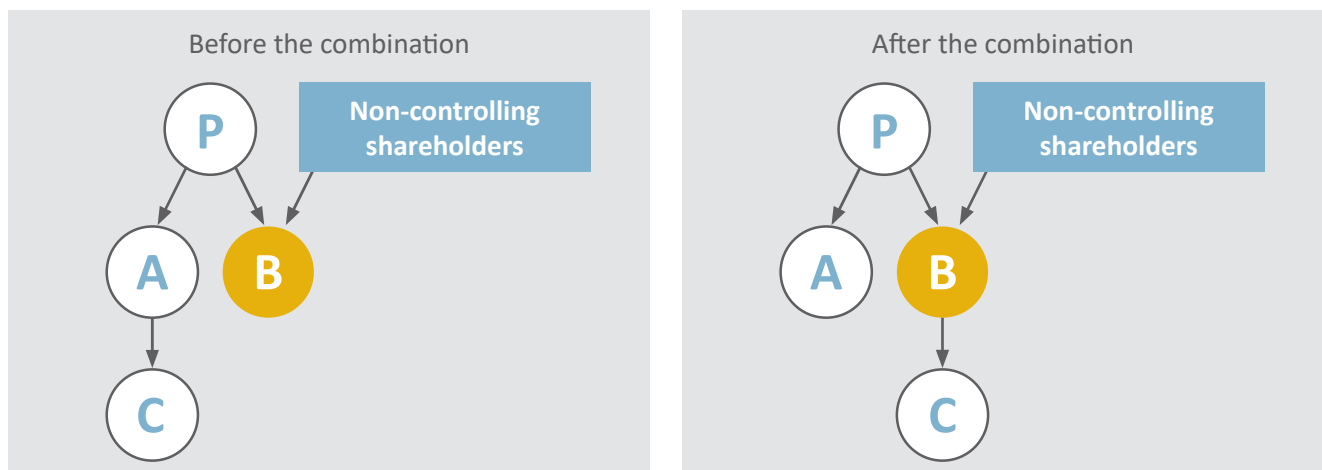 Before the combination
P
Non-controlling
shareholders
A
B
C
After the combination
P
Non-controlling
shareholders
A
B
C